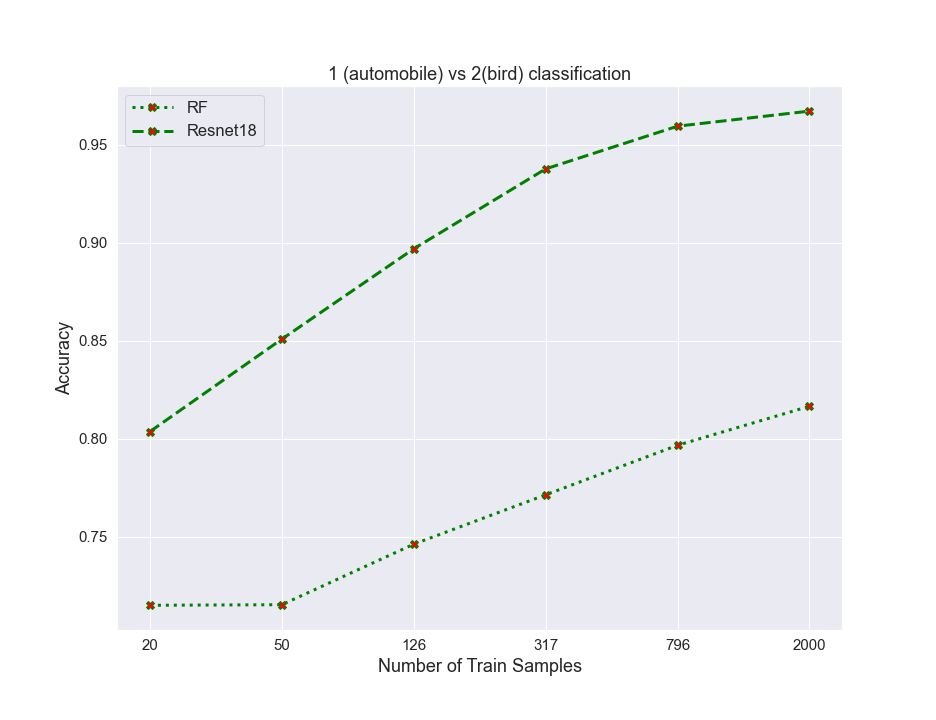 1 (automobile) vs 2(bird) classification
RF
Resnet18
0.95
0.90
0.85
0.80
0.75
Accuracy
20 50 126 317 796 2000
Number of Train Samples